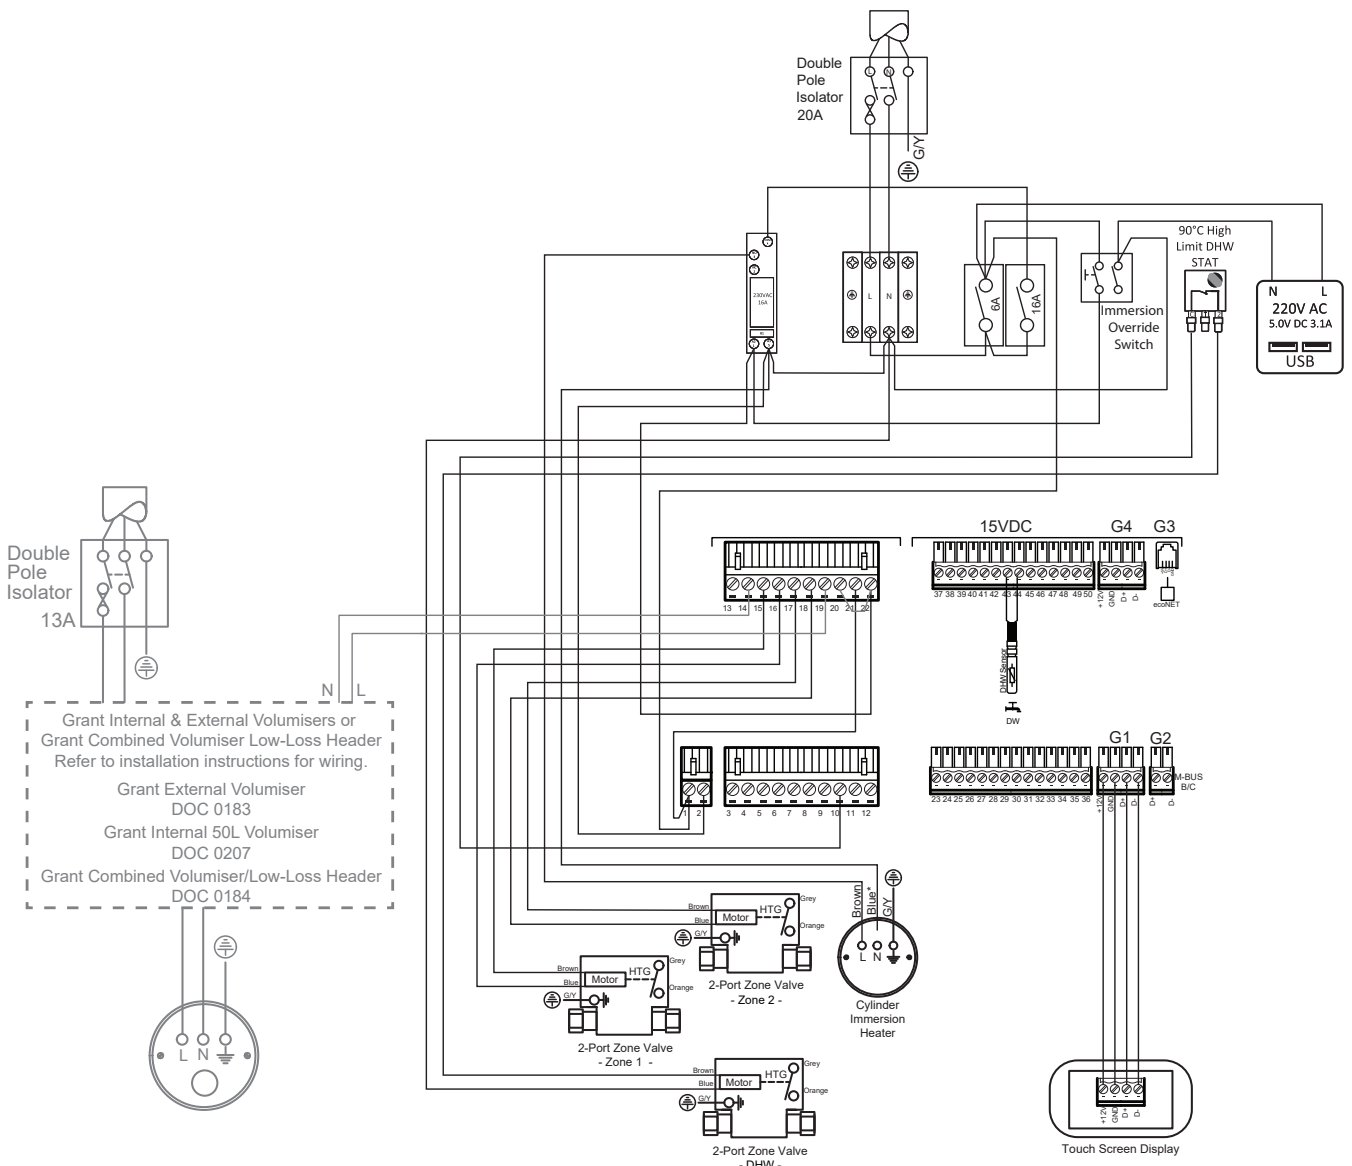 Double
Pole
Isolator
20A
L
N
G/Y
230VAC
16A
L
N
6A
16A
Immersion
Override
Switch
90°C High
Limit DHW
STAT
N L
220V AC
5.0V DC 3.1A
USB
Double
Pole
Isolator
13A
N L
Grant Internal & External Volumisers or
Grant Combined Volumiser Low-Loss Header
Refer to installation instructions for wiring.
Grant External Volumiser
DOC 0183
Grant Internal 50L Volumiser
DOC 0207
Grant Combined Volumiser/Low-Loss Header
DOC 0184
L N
15VDC
G4
G3
13 14 15 16 17 18 19 20 21 22
37 38 39 40 41 42 43 44 45 46 47 48 49 50
+12V
GND
D+
D-
ecoNET
DHW Sensor
DW
G1
G2
1 2
3 4 5 6 7 8 9 10 11 12
23 24 25 26 27 28 29 30 31 32 33 34 35 36
+12V
GND
D+
D-
D+
D-
M-BUS
B/C
Brown
Blue
G/Y
Motor
HTG
Grey
Orange
2-Port Zone Valve
- Zone 2 -
Brown
Blue*
G/Y
L N
Cylinder
Immersion
Heater
Brown
Blue
G/Y
Motor
HTG
Grey
Orange
2-Port Zone Valve
- Zone 1 -
Brown
Blue
G/Y
Motor
HTG
Grey
Orange
2-Port Zone Valve
- DHW -
+12V
GND
D+
D-
Touch Screen Display